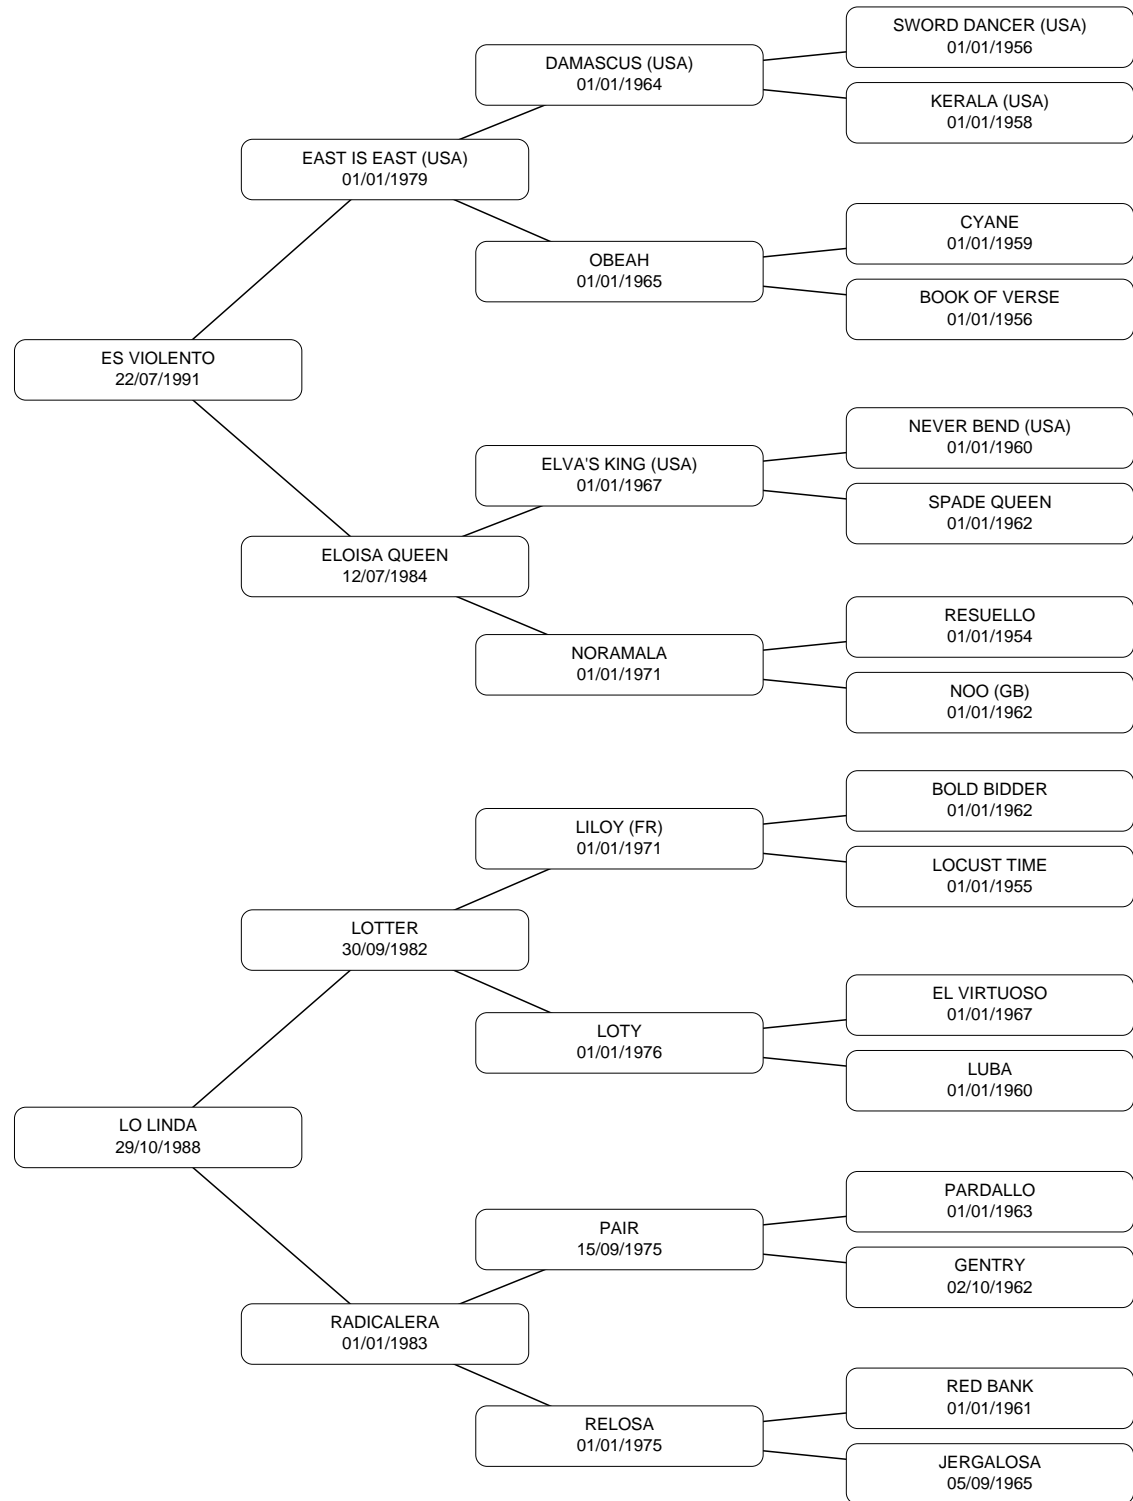 SWORD DANCER (USA)
01/01/1956
DAMASCUS (USA)
01/01/1964
KERALA (USA)
01/01/1958
EAST IS EAST (USA)
01/01/1979
CYANE
01/01/1959
OBEAH
01/01/1965
BOOK OF VERSE
01/01/1956
ES VIOLENTO
22/07/1991
NEVER BEND (USA)
01/01/1960
ELVA'S KING (USA)
01/01/1967
SPADE QUEEN
01/01/1962
ELOISA QUEEN
12/07/1984
RESUELLO
01/01/1954
NORAMALA
01/01/1971
NOO (GB)
01/01/1962
BOLD BIDDER
01/01/1962
LILOY (FR)
01/01/1971
LOCUST TIME
01/01/1955
LOTTER
30/09/1982
EL VIRTUOSO
01/01/1967
LOTY
01/01/1976
LUBA
01/01/1960
LO LINDA
29/10/1988
PARDALLO
01/01/1963
PAIR
15/09/1975
GENTRY
02/10/1962
RADICALERA
01/01/1983
RED BANK
01/01/1961
RELOSA
01/01/1975
JERGALOSA
05/09/1965